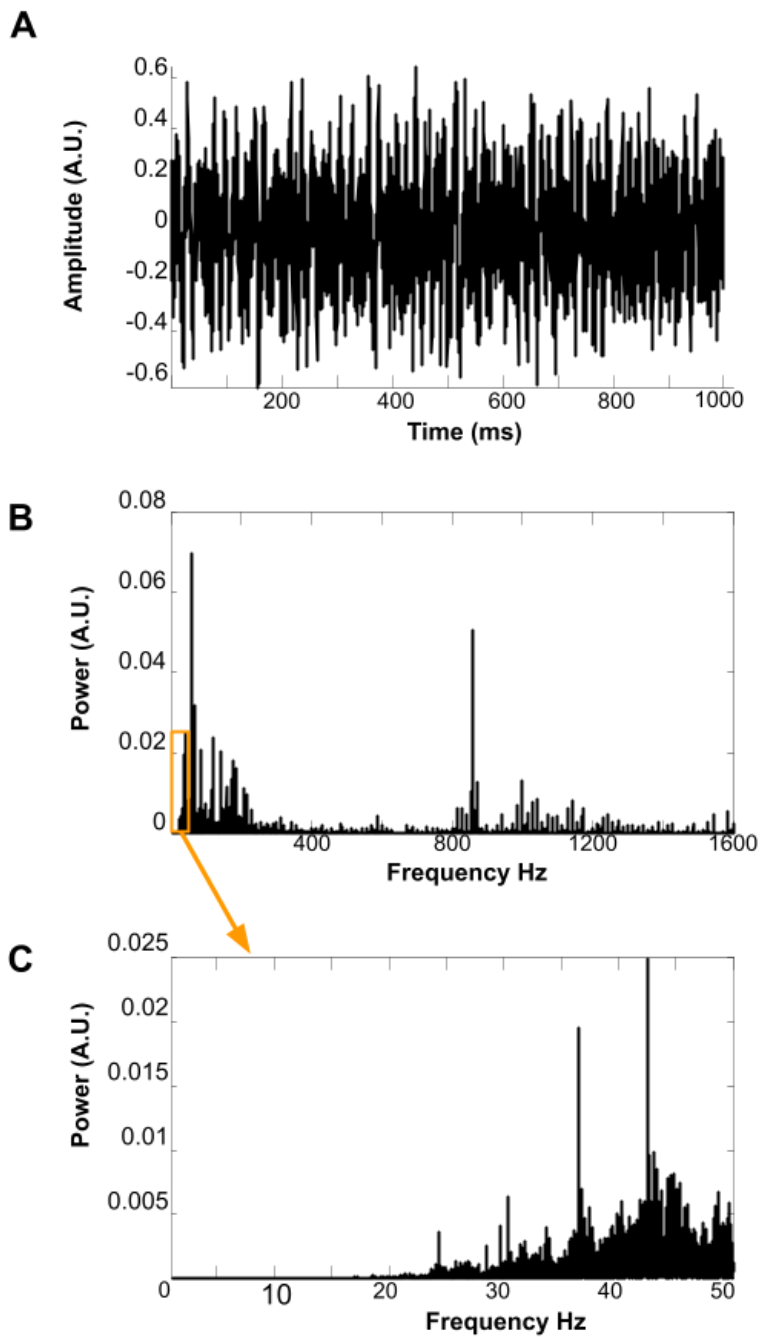 A
0.6
0.4
0.2
0
-0.2
-0.4
-0.6
Amplitude (A.U.)
200 400 600 800 1000
Time (ms)
B
0.08
0.06
0.04
0.02
0
Power (A.U.)
400 800 1200 1600
Frequency Hz
C
0.025
0.02
0.015
0.01
0.005
Power (A.U.)
0 10 20 30 40 50
Frequency Hz